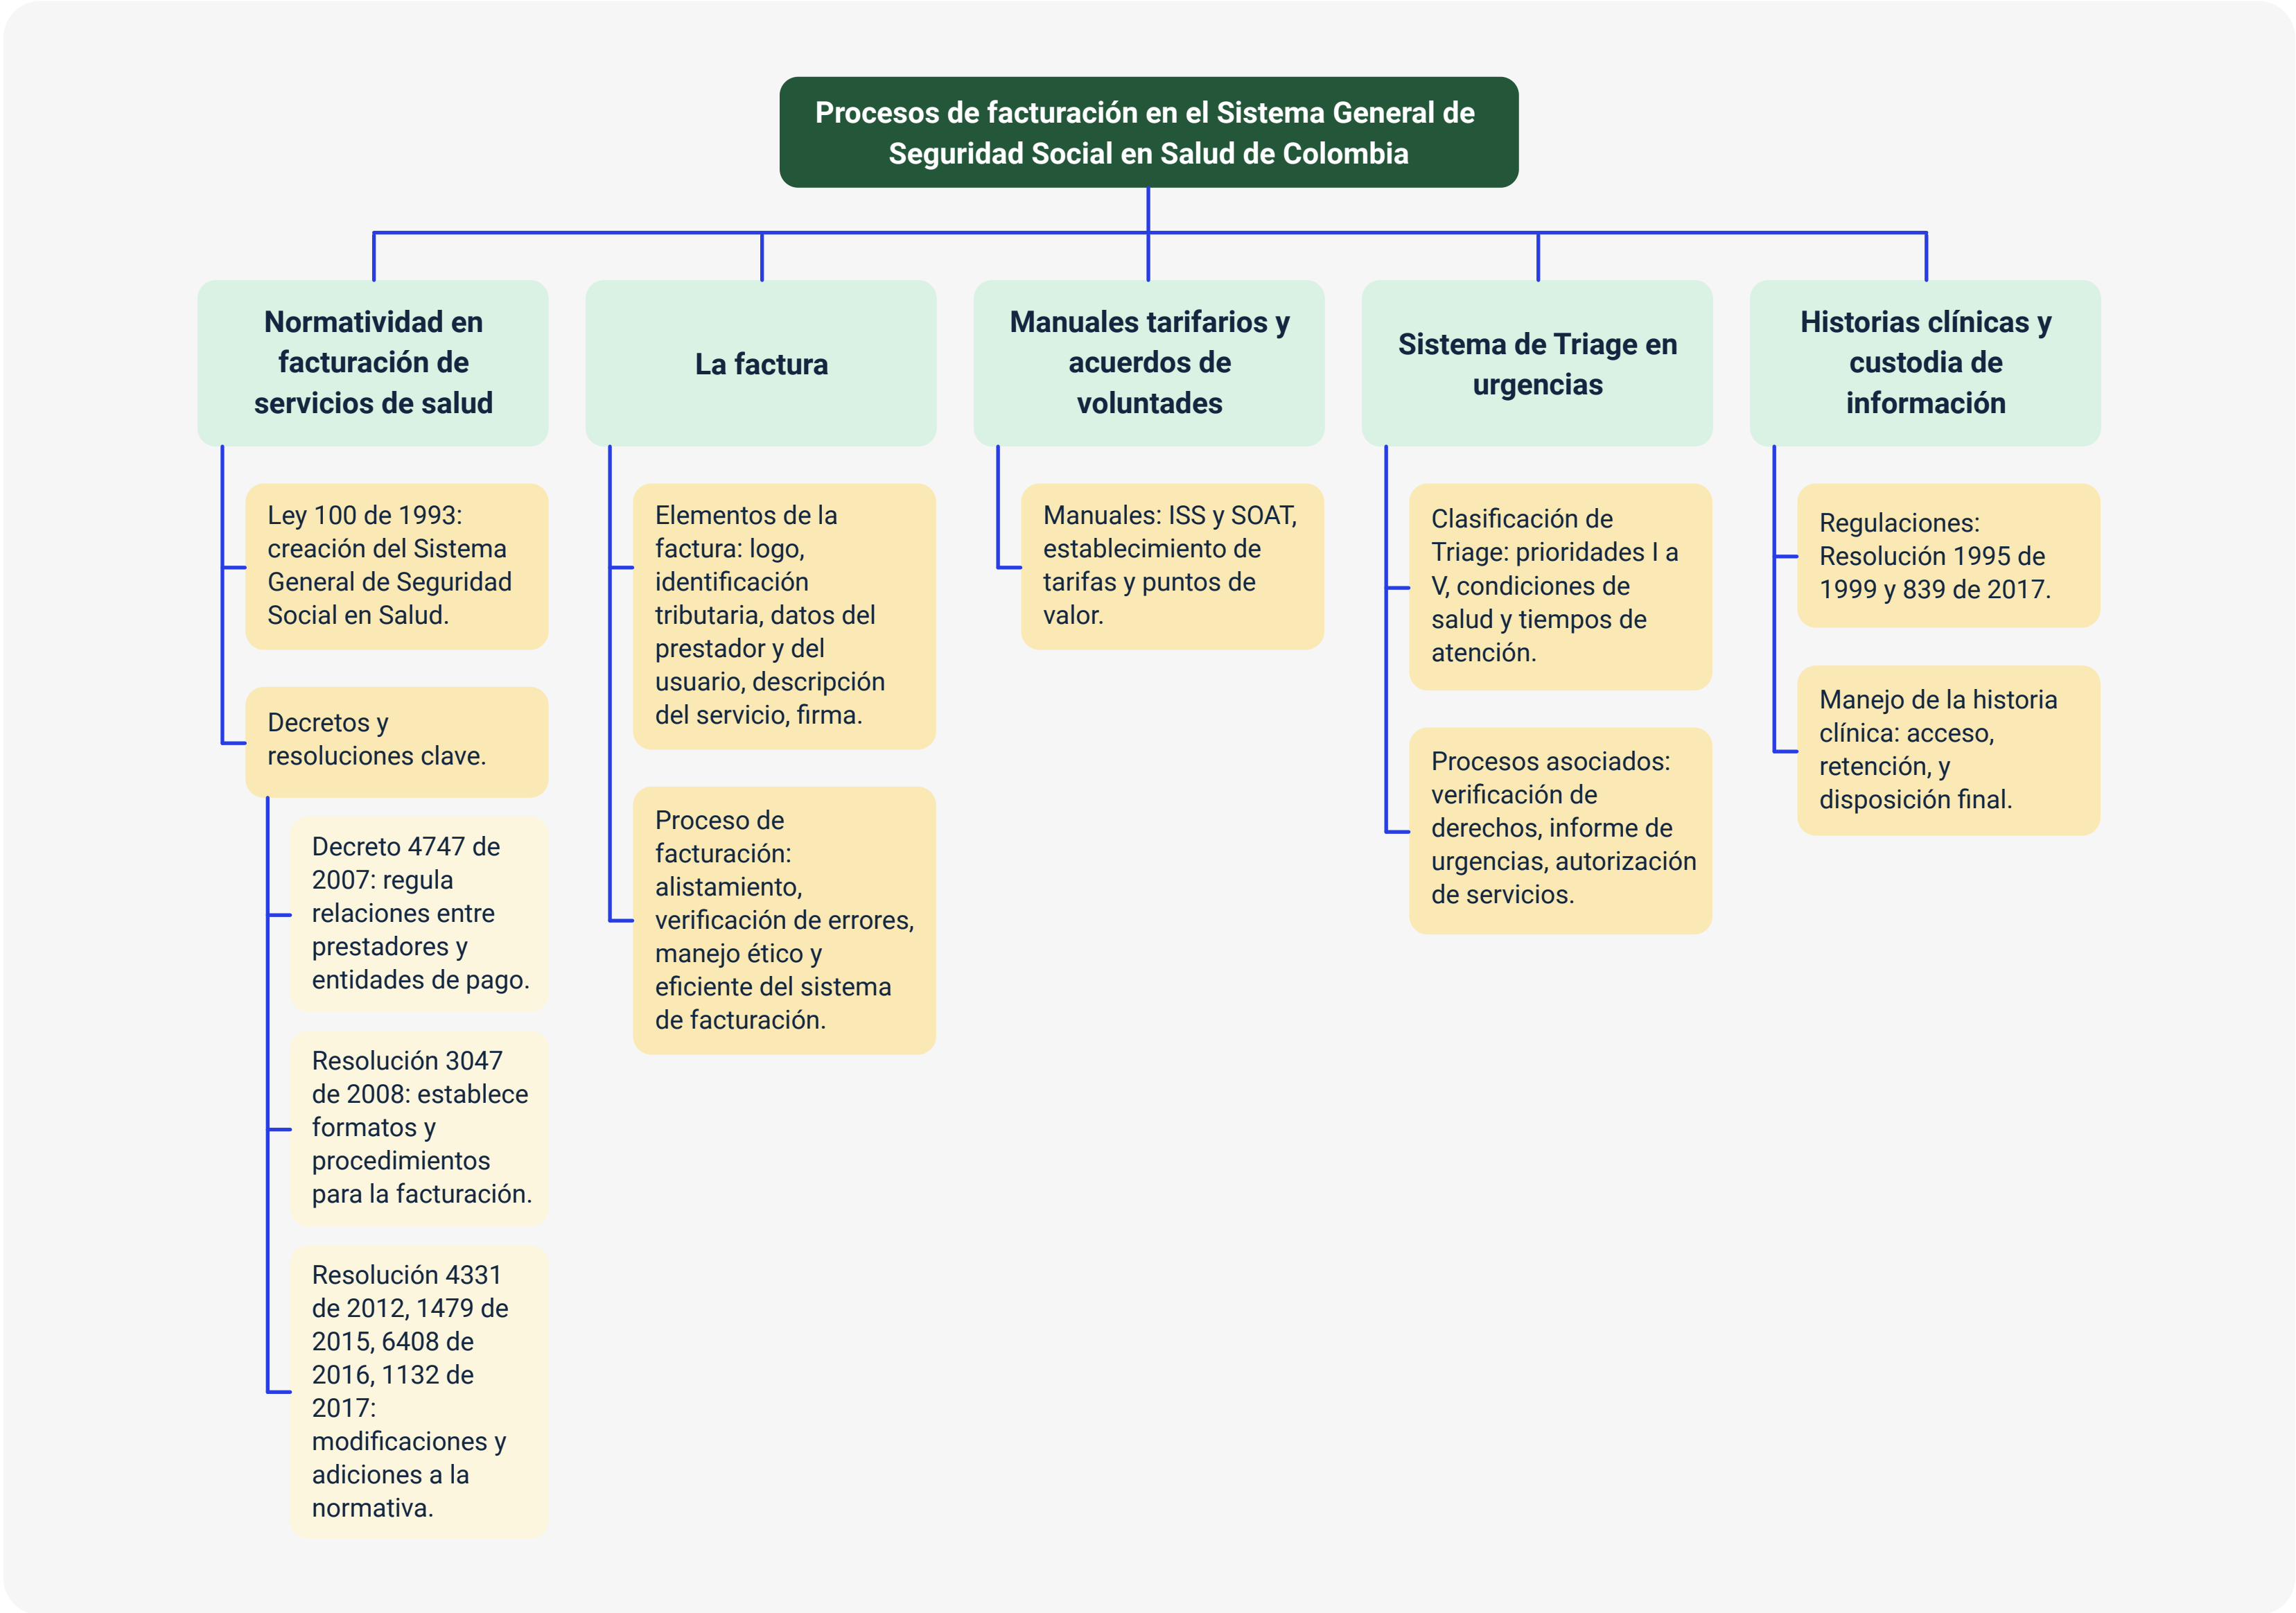 Procesos de facturación en el Sistema General de
Seguridad Social en Salud de Colombia
Normatividad en
facturación de
servicios de salud
Ley 100 de 1993:
creación del Sistema
General de Seguridad
Social en Salud.
Decretos y
resoluciones clave.
Decreto 4747 de
2007: regula
relaciones entre
prestadores y
entidades de pago.
Resolución 3047
de 2008: establece
formatos y
procedimientos
para la facturación.
Resolución 4331
de 2012, 1479 de
2015, 6408 de
2016, 1132 de
2017:
modificaciones y
adiciones a la
normativa.
La factura
Elementos de la
factura: logo,
identificación
tributaria, datos del
prestador y del
usuario, descripción
del servicio, firma.
Proceso de
facturación:
alistamiento,
verificación de errores,
manejo ético y
eficiente del sistema
de facturación.
Manuales tarifarios y
acuerdos de
voluntades
Manuales: ISS y SOAT,
establecimiento de
tarifas y puntos de
valor.
Sistema de Triage en
urgencias
Clasificación de
Triage: prioridades I a
V, condiciones de
salud y tiempos de
atención.
Procesos asociados:
verificación de
derechos, informe de
urgencias, autorización
de servicios.
Historias clínicas y
custodia de
información
Regulaciones:
Resolución 1995 de
1999 y 839 de 2017.
Manejo de la historia
clínica: acceso,
retención, y
disposición final.